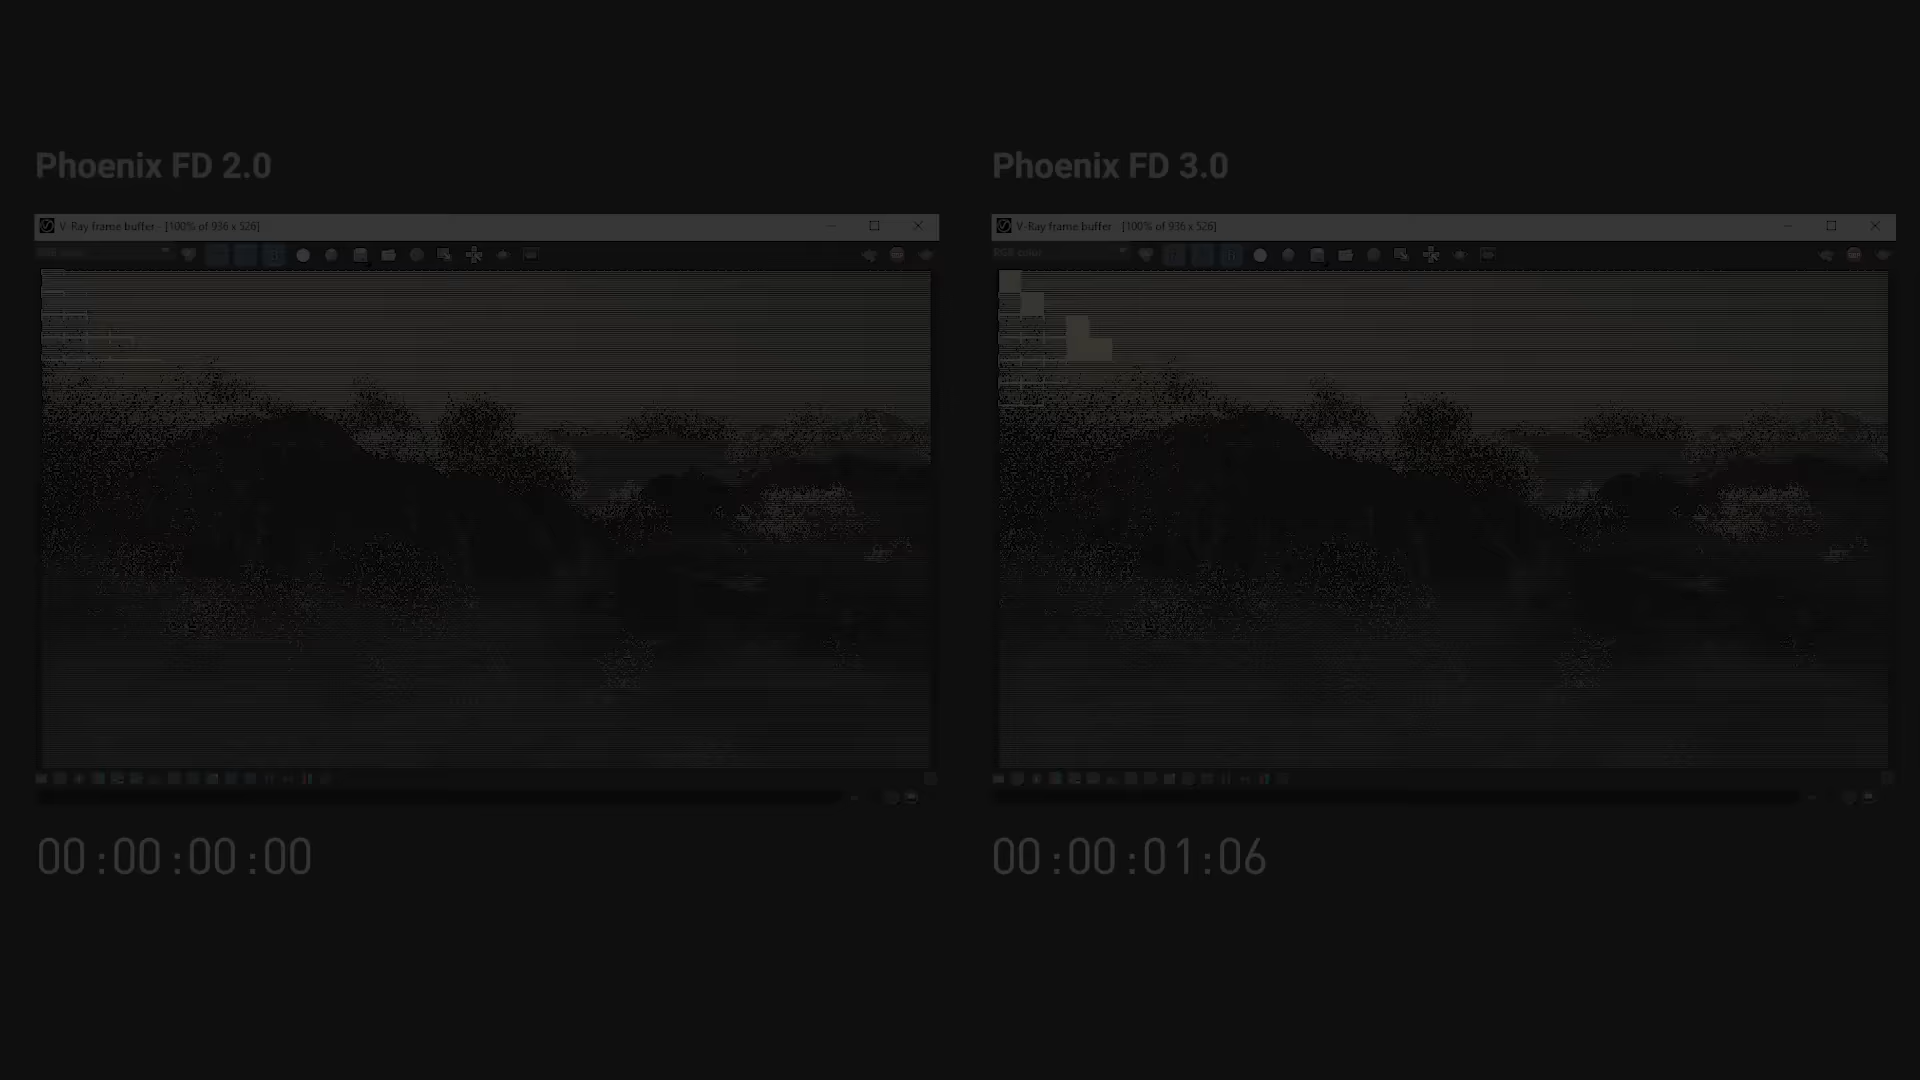 Phoenix FD 2.0
V-Ray frame buffer - [100% of 936 x 526]
00:00:00:00
Phoenix FD 3.0
V-Ray frame buffer - [100% of 936 x 526]
RGB color
00:00:01:06